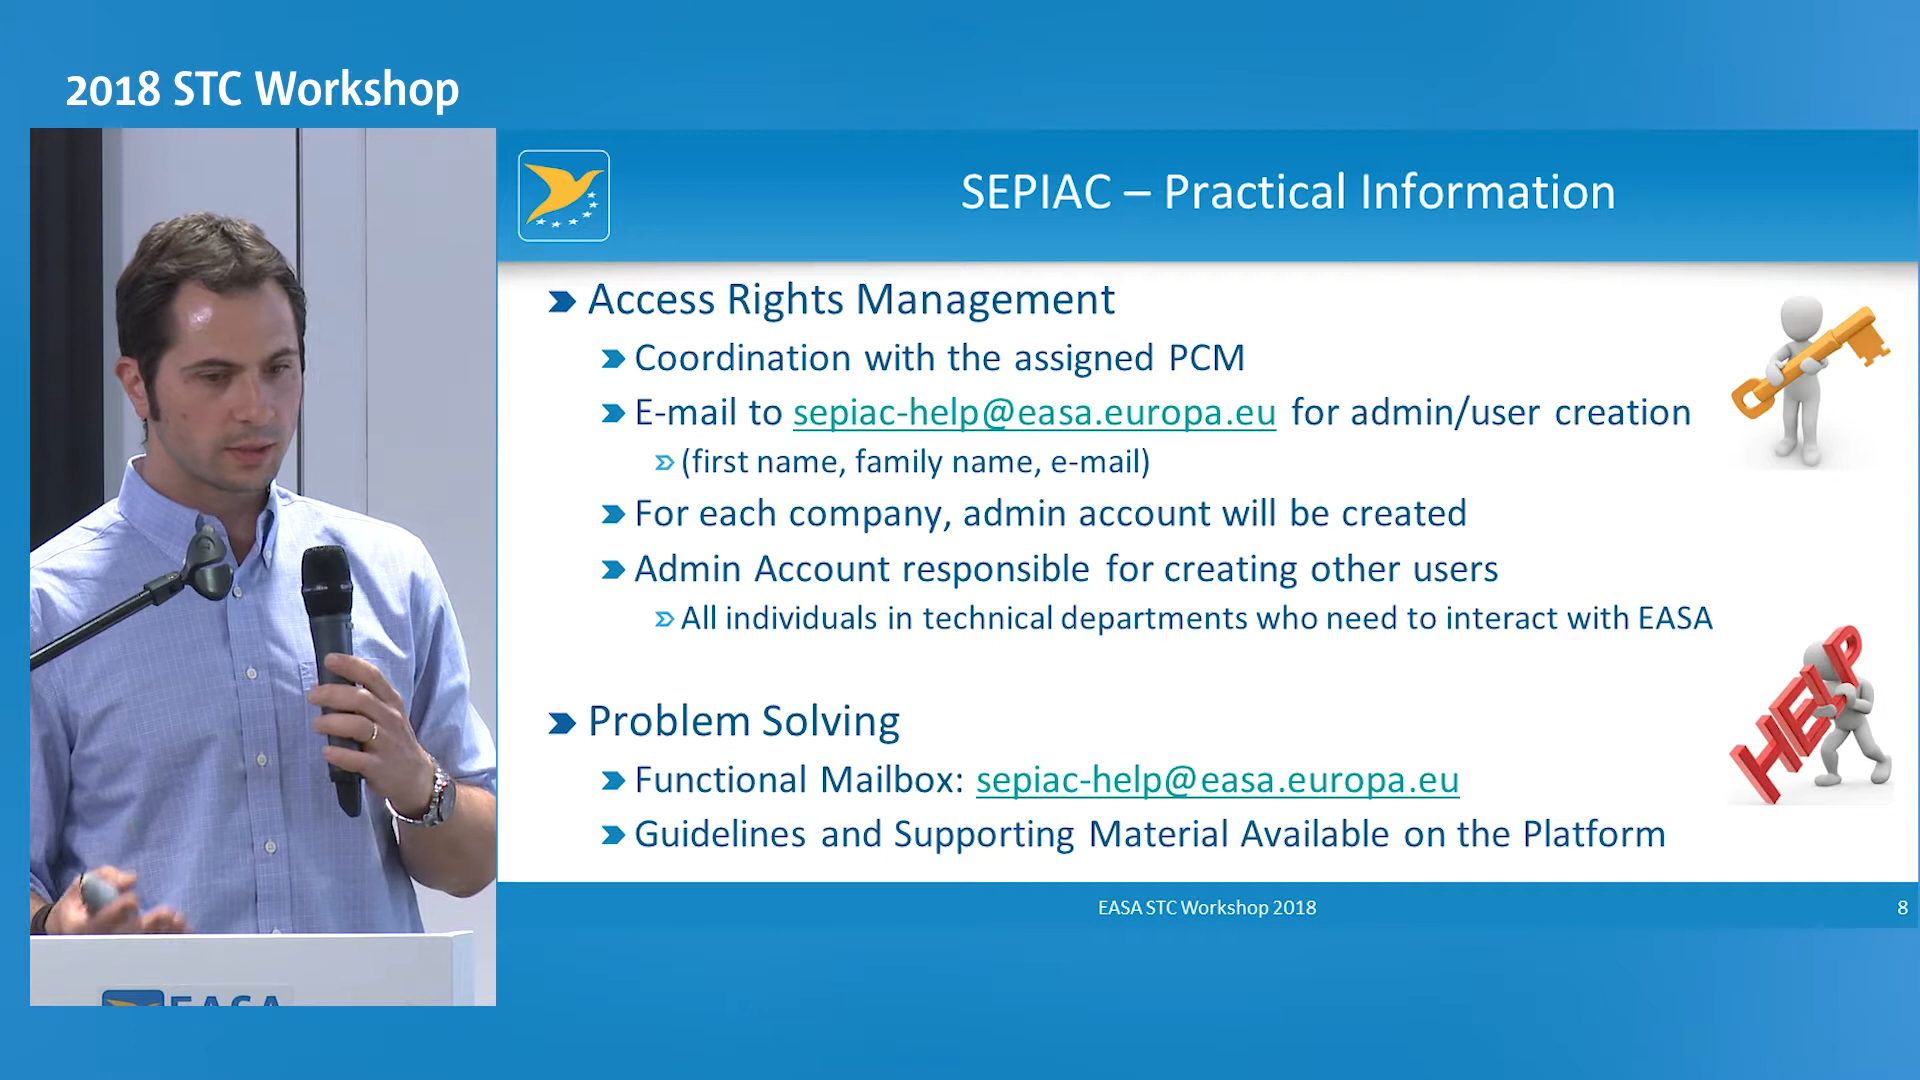 2018 STC Workshop
SEPIAC – Practical Information
Access Rights Management
Coordination with the assigned PCM
E-mail to sepiac-help@easa.europa.eu for admin/user creation
(first name, family name, e-mail)
For each company, admin account will be created
Admin Account responsible for creating other users
All individuals in technical departments who need to interact with EASA
HELP
Problem Solving
Functional Mailbox: sepiac-help@easa.europa.eu
Guidelines and Supporting Material Available on the Platform
EASA STC Workshop 2018
8
EASA